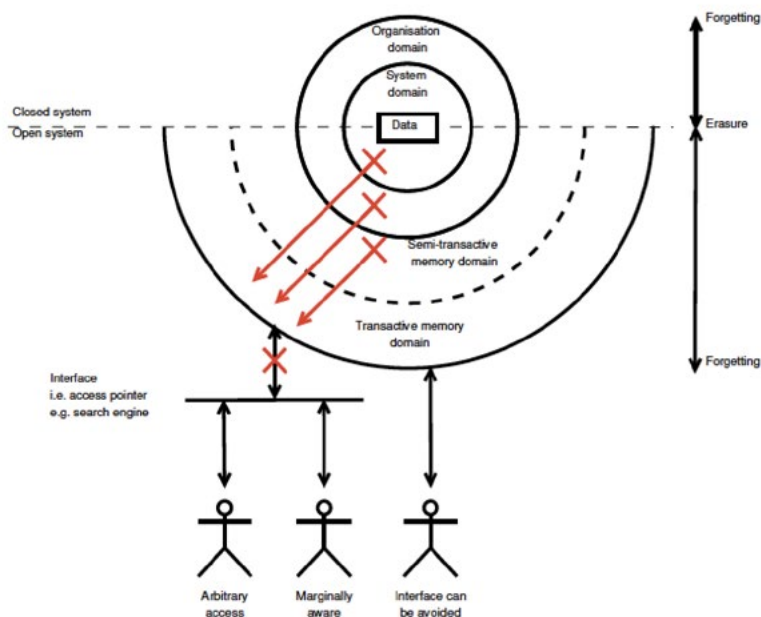 Organisation
domain
Forgetting
System
domain
Closed system
Data
Erasure
Open system
Semi-transactive
memory domain
Transactive memory
domain
Forgetting
Interface
i.e. access pointer
e.g. search engine
Arbitrary
access
Marginally
aware
Interface can
be avoided